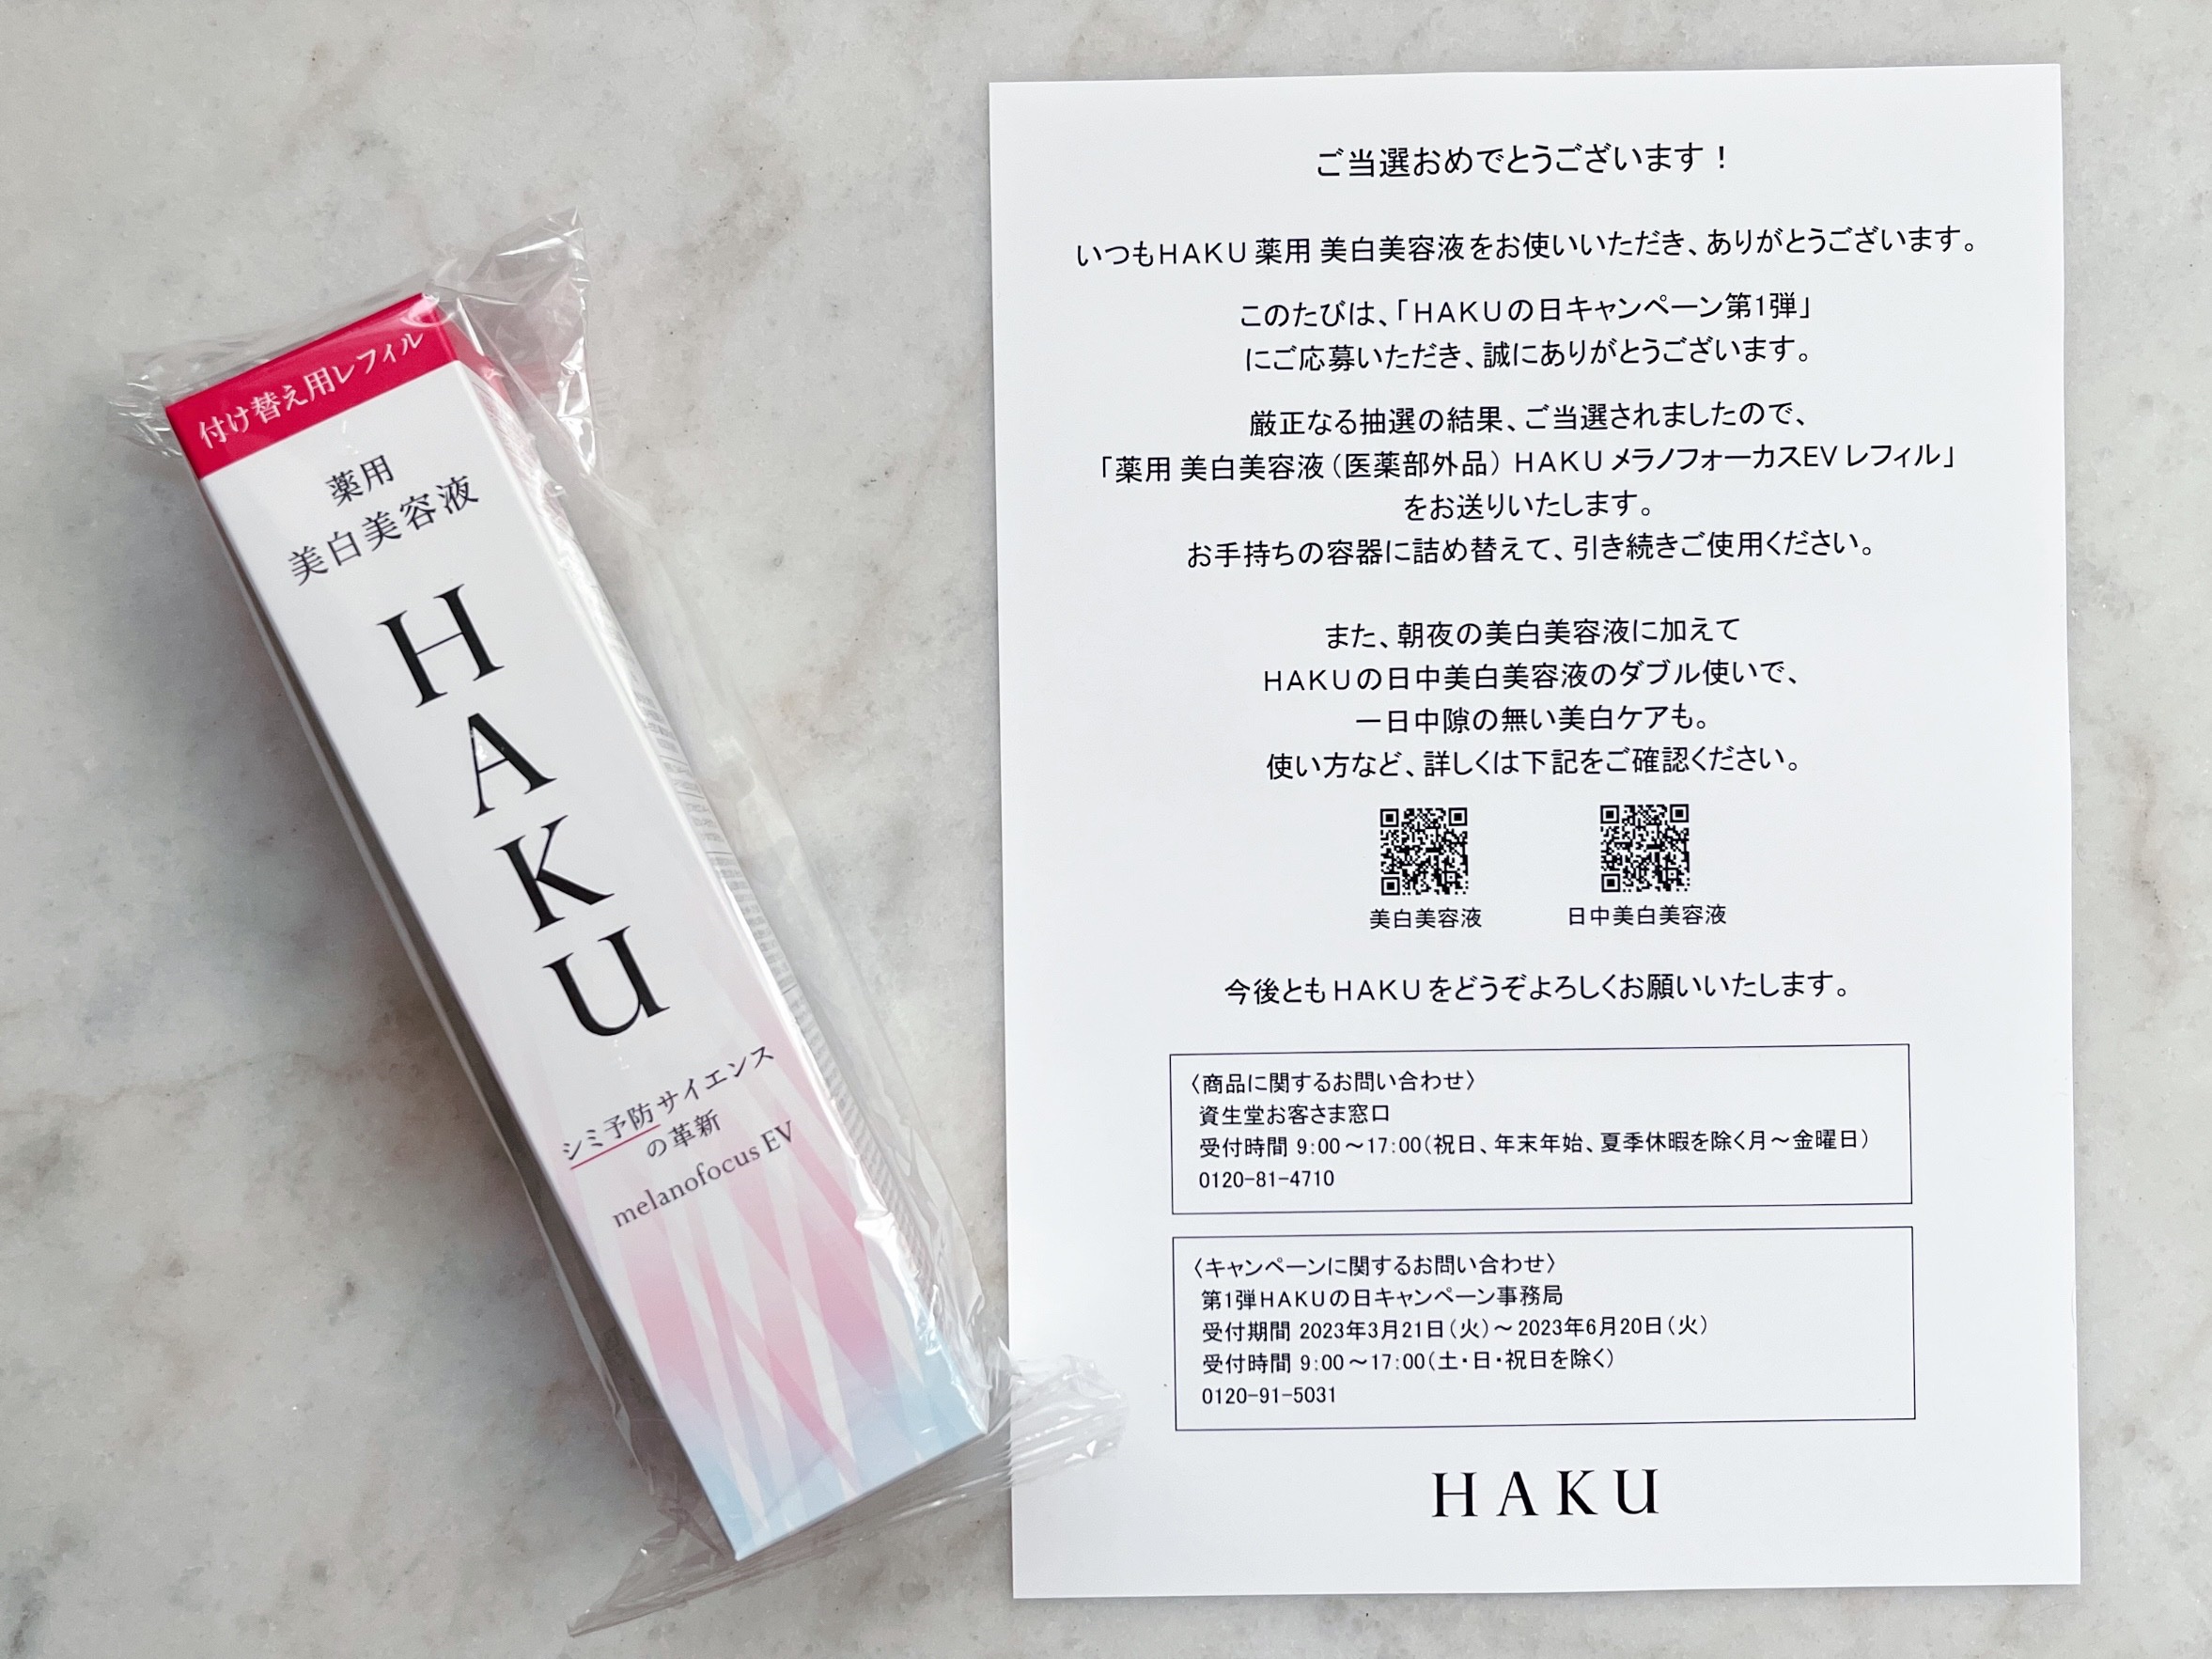 付け替え用レフィル
薬用
美白美容液
HAKU
シミ予防サイエンス
の革新
melanofocus EV
ご当選おめでとうございます！
いつもHAKU 薬用 美白美容液をお使いいただき、ありがとうございます。
このたびは、「HAKUの日キャンペーン第1弾」
にご応募いただき、誠にありがとうございます。
厳正なる抽選の結果、ご当選されましたので、
「薬用 美白美容液（医薬部外品） HAKU メラノフォーカスEV レフィル」
をお送りいたします。
お手持ちの容器に詰め替えて、引き続きご使用ください。
また、朝夜の美白美容液に加えて
HAKUの日中美白美容液のダブル使いで、
一日中隙の無い美白ケアも。
使い方など、詳しくは下記をご確認ください。
美白美容液
日中美白美容液
今後ともHAKUをどうぞよろしくお願いいたします。
〈商品に関するお問い合わせ〉
資生堂お客さま窓口
受付時間 9:00～17:00（祝日、年末年始、夏季休暇を除く月～金曜日）
0120-81-4710
〈キャンペーンに関するお問い合わせ〉
第1弾HAKUの日キャンペーン事務局
受付期間 2023年3月21日（火）～2023年6月20日（火）
受付時間 9:00～17:00（土・日・祝日を除く）
0120-91-5031
HAKU